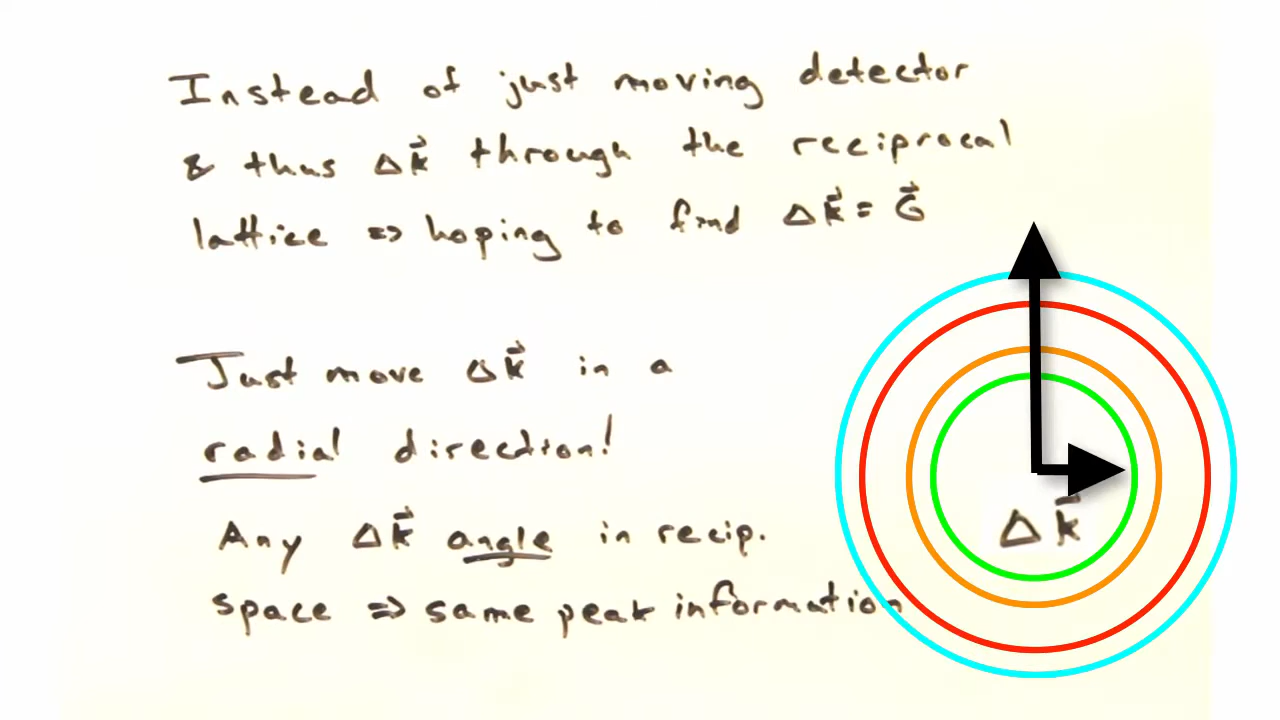 Instead of just moving detector
& thus Δk⃗ through the reciprocal
lattice ⇒ hoping to find Δk⃗ = G⃗
Just move Δk⃗ in a
radial direction!
Any Δk⃗ angle in recip.
space ⇒ same peak information
Δk⃗